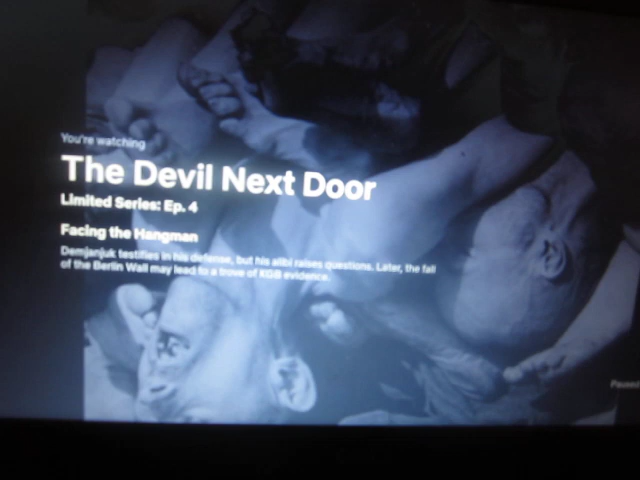 You're watching
The Devil Next Door
Limited Series: Ep. 4
Facing the Hangman
Demjanjuk testifies in his defense, but his alibi raises questions. Later, the fall
of the Berlin Wall may lead to a trove of KGB evidence.
Paused